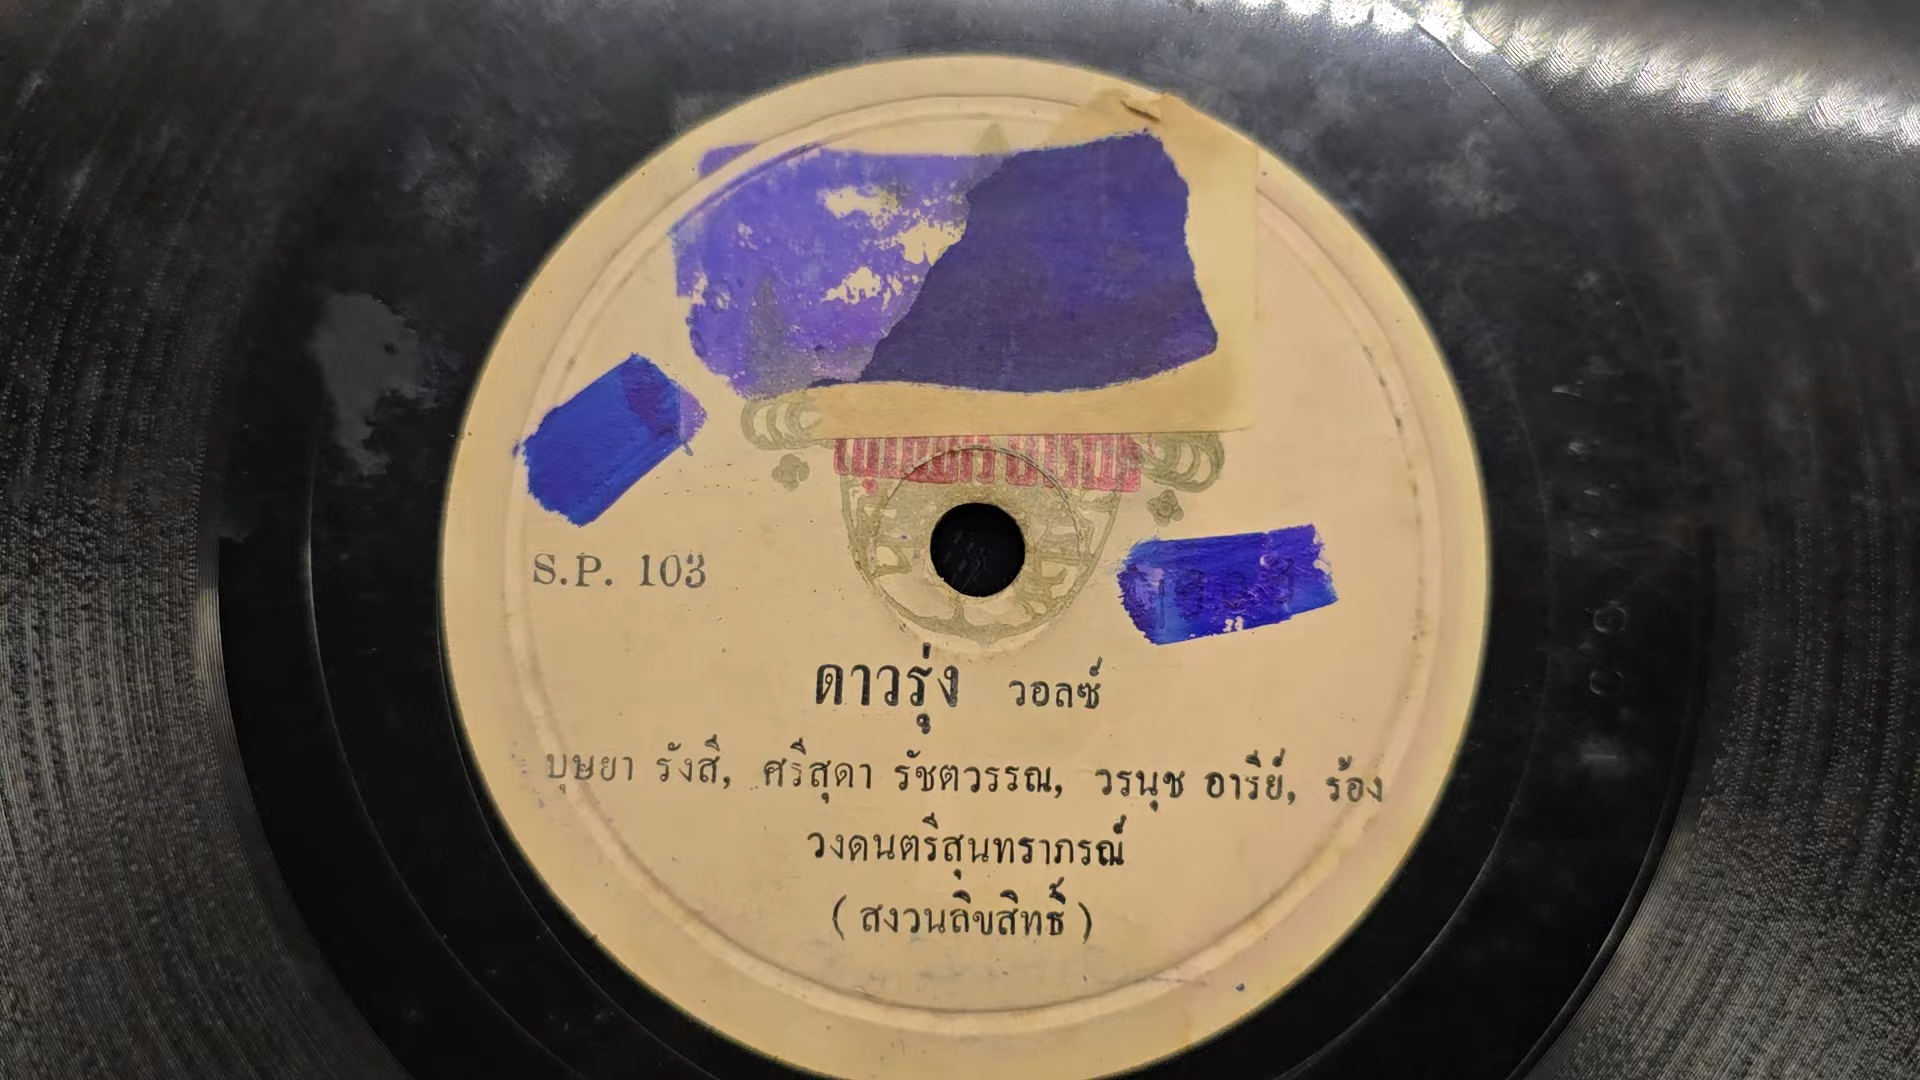 S.P. 103
ดาวรุ่ง วอลซ์
บุษยา รังสี, ศรีสุดา รัชตวรรณ, วรนุช อารีย์, ร้อง
วงดนตรีสุนทราภรณ์
( สงวนลิขสิทธิ์ )